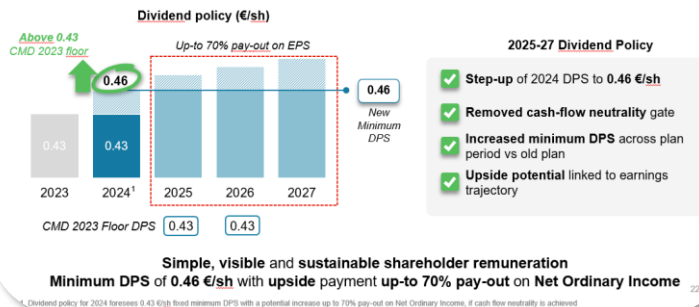 Dividend policy (€/sh)
Above 0.43
CMD 2023 floor
Up-to 70% pay-out on EPS
0.46
0.46
New
Minimum
DPS
0.43
0.43
2023
2024¹
2025
2026
2027
CMD 2023 Floor DPS
0.43
0.43
2025-27 Dividend Policy
Step-up of 2024 DPS to 0.46 €/sh
Removed cash-flow neutrality gate
Increased minimum DPS across plan
period vs old plan
Upside potential linked to earnings
trajectory
Simple, visible and sustainable shareholder remuneration
Minimum DPS of 0.46 €/sh with upside payment up-to 70% pay-out on Net Ordinary Income
1. Dividend policy for 2024 foresees 0.43 €/sh fixed minimum DPS with a potential increase up to 70% pay-out on Net Ordinary Income, if cash flow neutrality is achieved